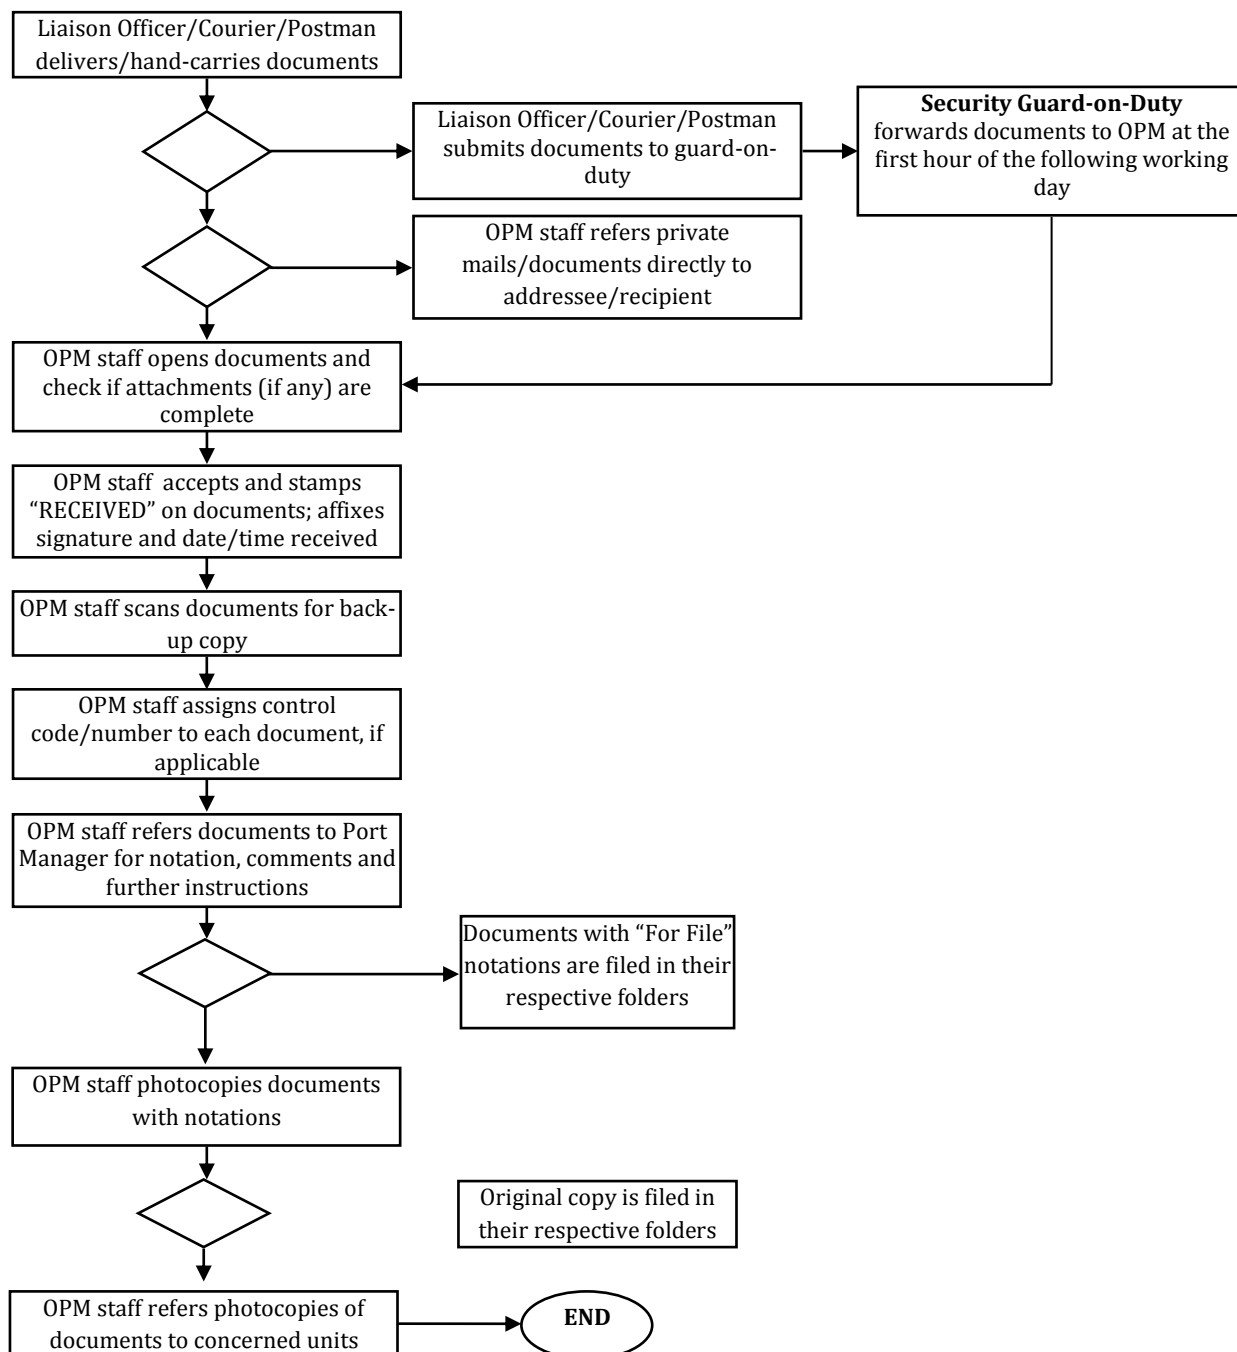 Liaison Officer/Courier/Postman
delivers/hand-carries documents
Liaison Officer/Courier/Postman
submits documents to guard-on-
duty
Security Guard-on-Duty
forwards documents to OPM at the
first hour of the following working
day
OPM staff refers private
mails/documents directly to
addressee/recipient
OPM staff opens documents and
check if attachments (if any) are
complete
OPM staff accepts and stamps
“RECEIVED” on documents; affixes
signature and date/time received
OPM staff scans documents for back-
up copy
OPM staff assigns control
code/number to each document, if
applicable
OPM staff refers documents to Port
Manager for notation, comments and
further instructions
Documents with “For File”
notations are filed in their
respective folders
OPM staff photocopies documents
with notations
Original copy is filed in
their respective folders
OPM staff refers photocopies of
documents to concerned units
END